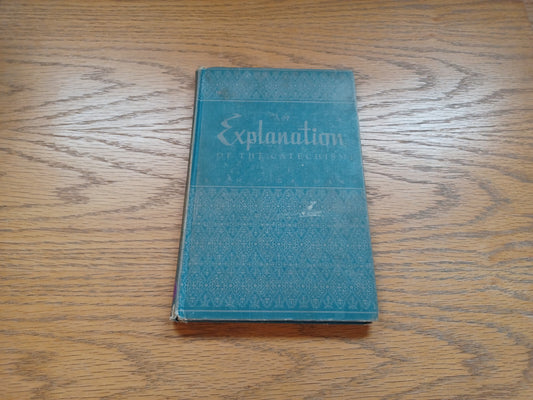 An
Explanation
OF THE CATECHISM